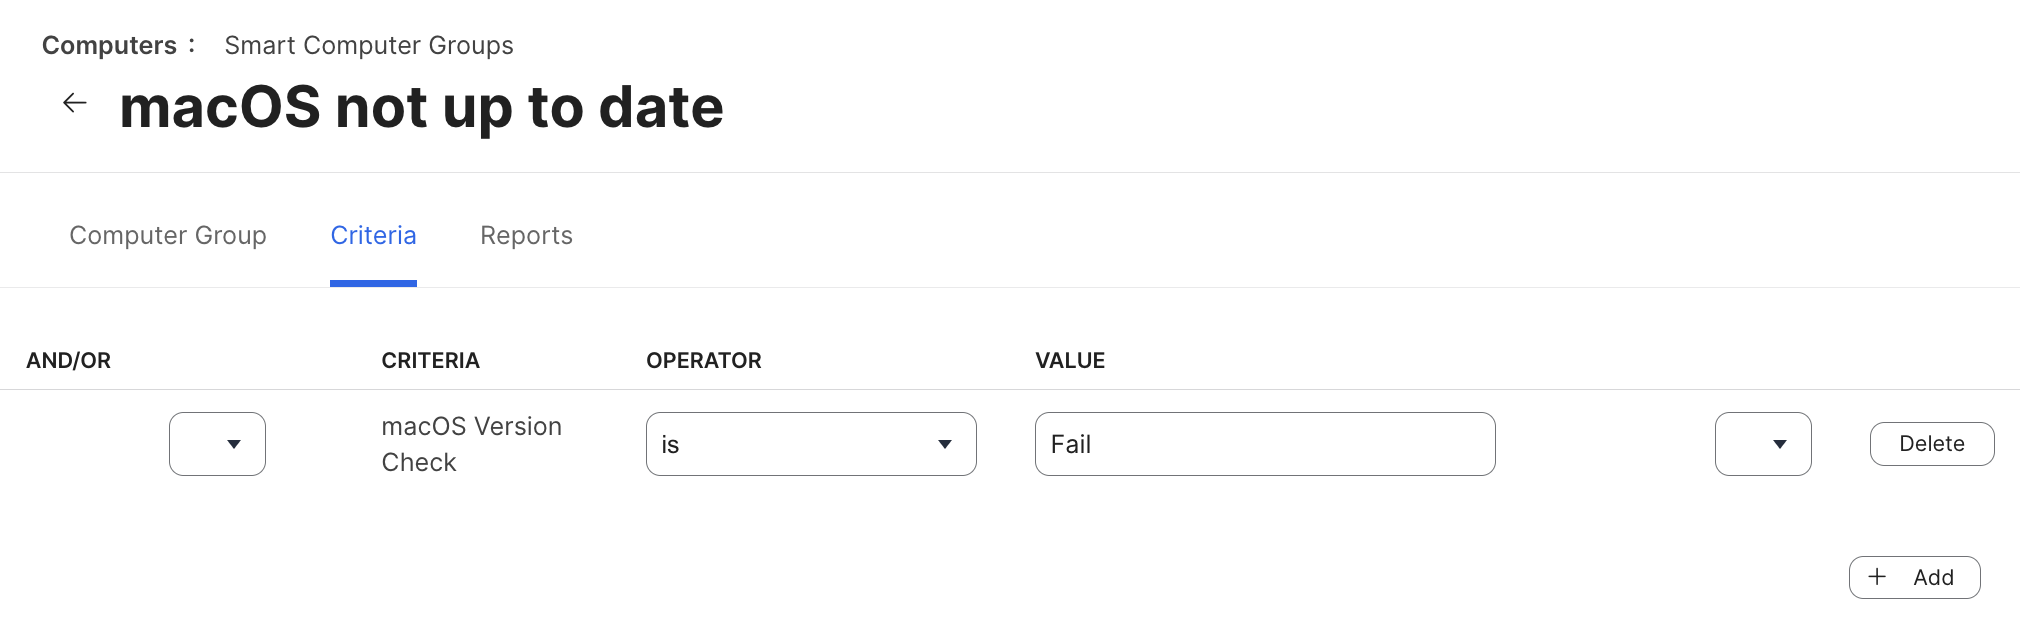 Computers : Smart Computer Groups
← macOS not up to date
Computer Group Criteria Reports
AND/OR CRITERIA OPERATOR VALUE
macOS Version
Check
is
Fail
Delete
+ Add